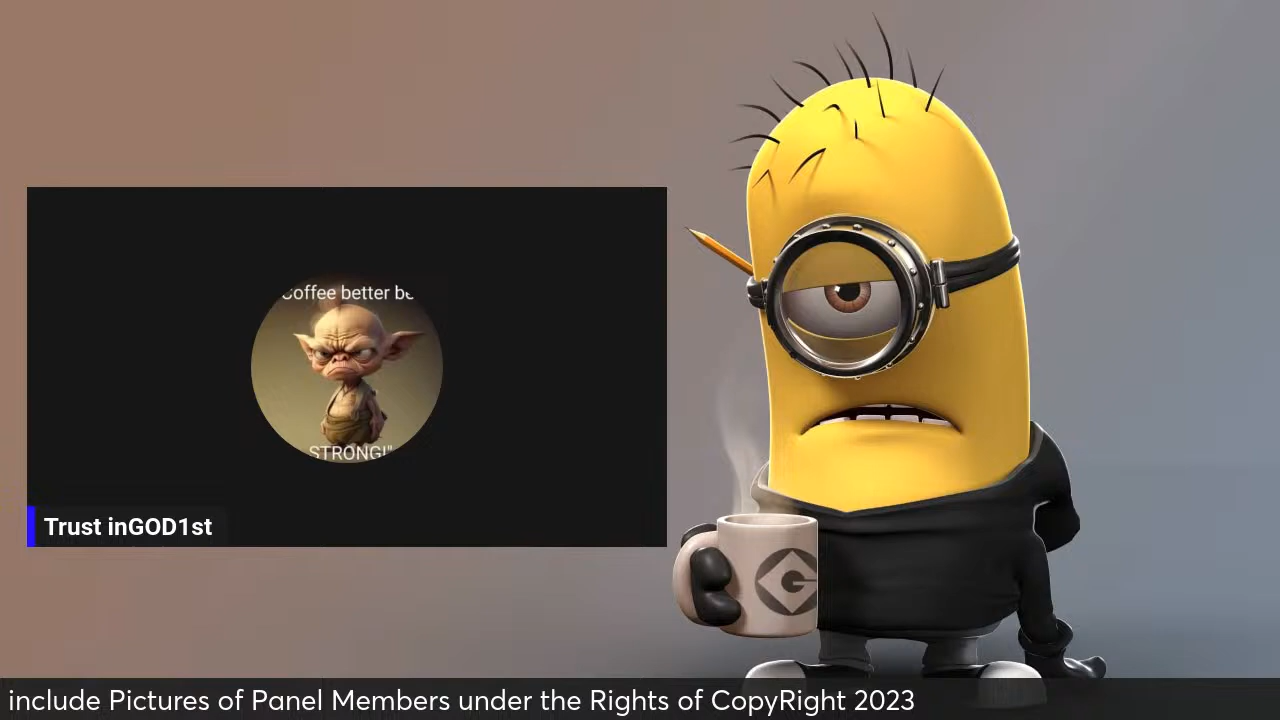 Coffee better be
STRONG!"
Trust inGOD1st
G
include Pictures of Panel Members under the Rights of CopyRight 2023